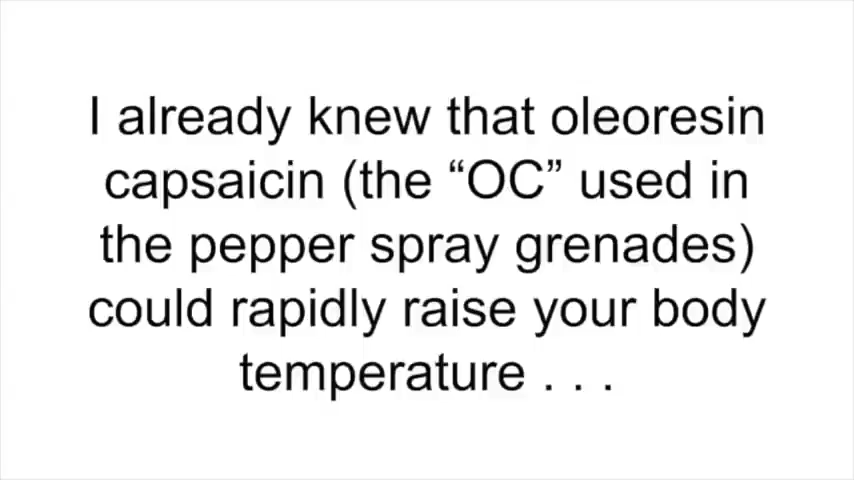 I already knew that oleoresin
capsaicin (the “OC” used in
the pepper spray grenades)
could rapidly raise your body
temperature . . .